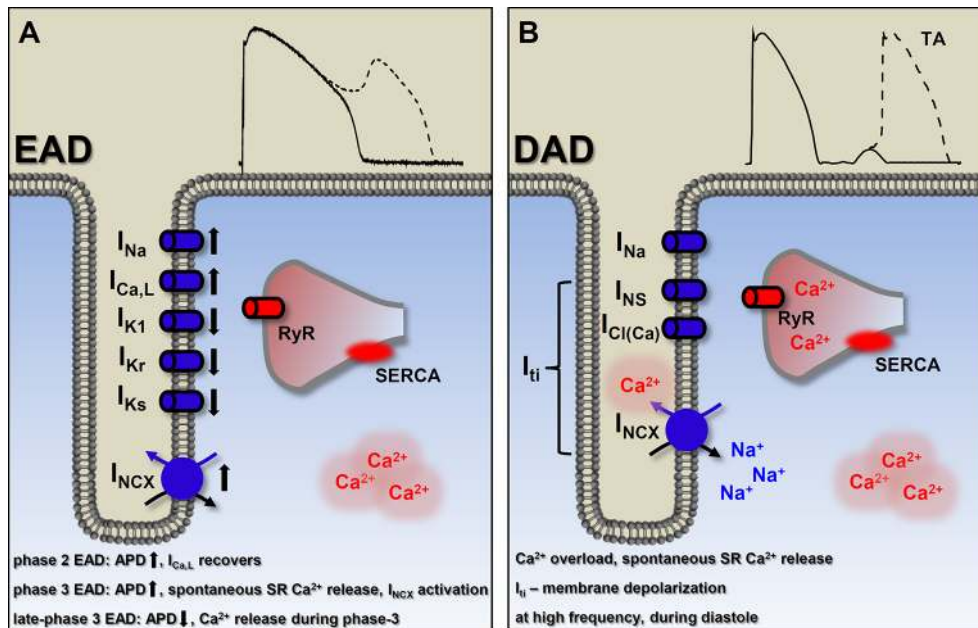 A
EAD
I_Na ⬆
I_Ca,L ⬆
I_K1 ⬇
I_Kr ⬇
I_Ks ⬇
I_NCX ⬆
RyR
SERCA
Ca²⁺
Ca²⁺
Ca²⁺
phase 2 EAD: APD⬆, I_Ca,L recovers
phase 3 EAD: APD⬆, spontaneous SR Ca²⁺ release, I_NCX activation
late-phase 3 EAD: APD⬇, Ca²⁺ release during phase-3
B
TA
DAD
I_Na
I_NS
I_Cl(Ca)
I_ti
Ca²⁺
I_NCX
Na⁺
Na⁺
Na⁺
Ca²⁺
RyR
Ca²⁺
SERCA
Ca²⁺
Ca²⁺
Ca²⁺
Ca²⁺ overload, spontaneous SR Ca²⁺ release
I_ti – membrane depolarization
at high frequency, during diastole